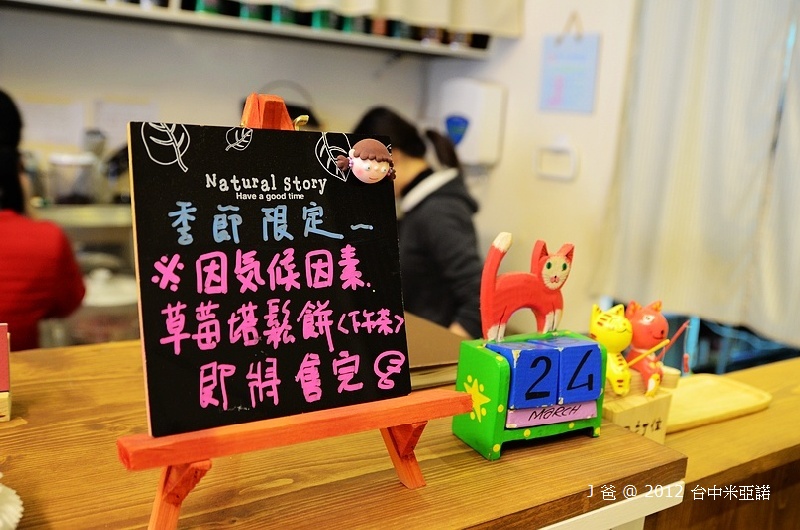 Natural Story
Have a good time
季節限定~
※因気候因素.
草莓塔鬆餅<下午茶>
即將售完
24
MARCH
J 爸 @ 2012 台中米亞諾